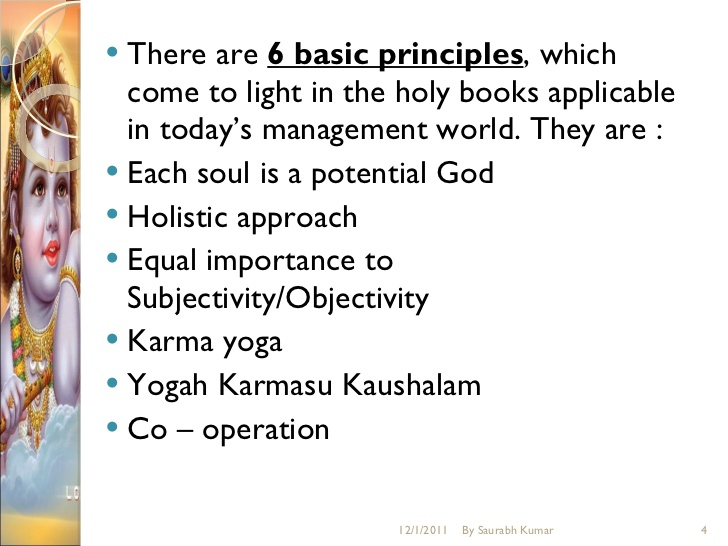 There are 6 basic principles, which
come to light in the holy books applicable
in today’s management world. They are :
Each soul is a potential God
Holistic approach
Equal importance to
Subjectivity/Objectivity
Karma yoga
Yogah Karmasu Kaushalam
Co – operation
12/1/2011 By Saurabh Kumar 4